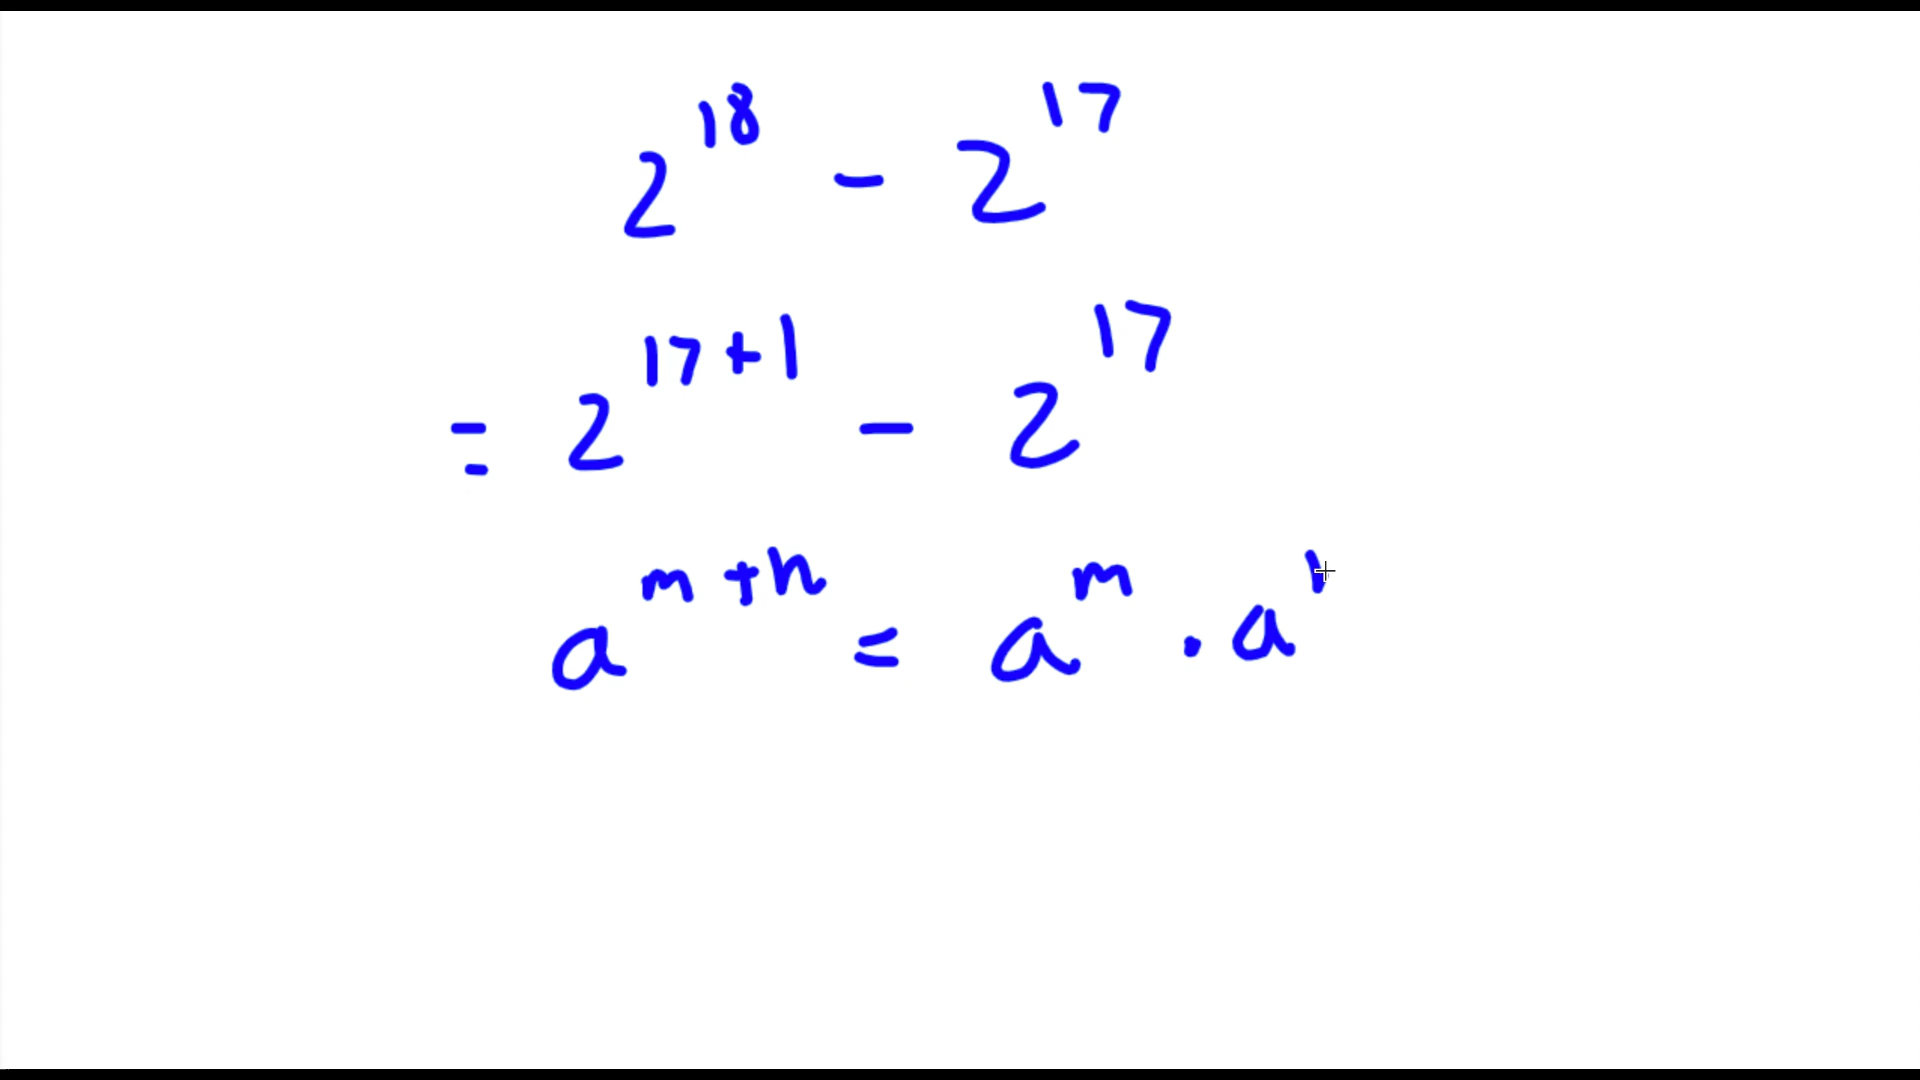 2^18 - 2^17
= 2^17+1 - 2^17
a^m+n = a^m . a